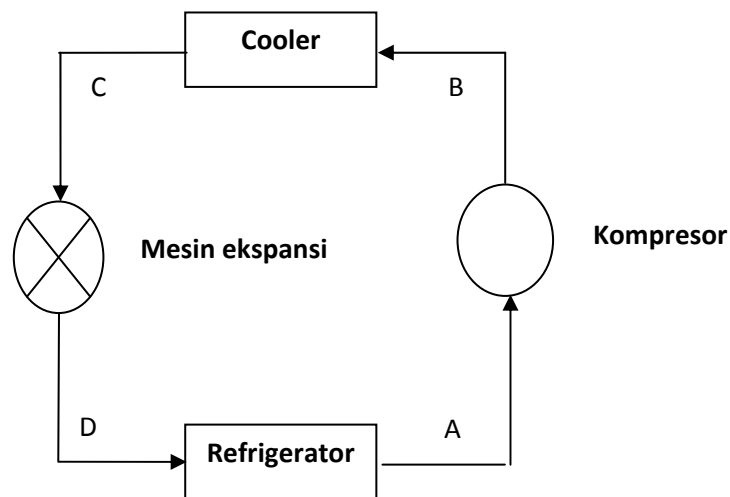 Cooler
C
B
Mesin ekspansi
Kompresor
D
Refrigerator
A